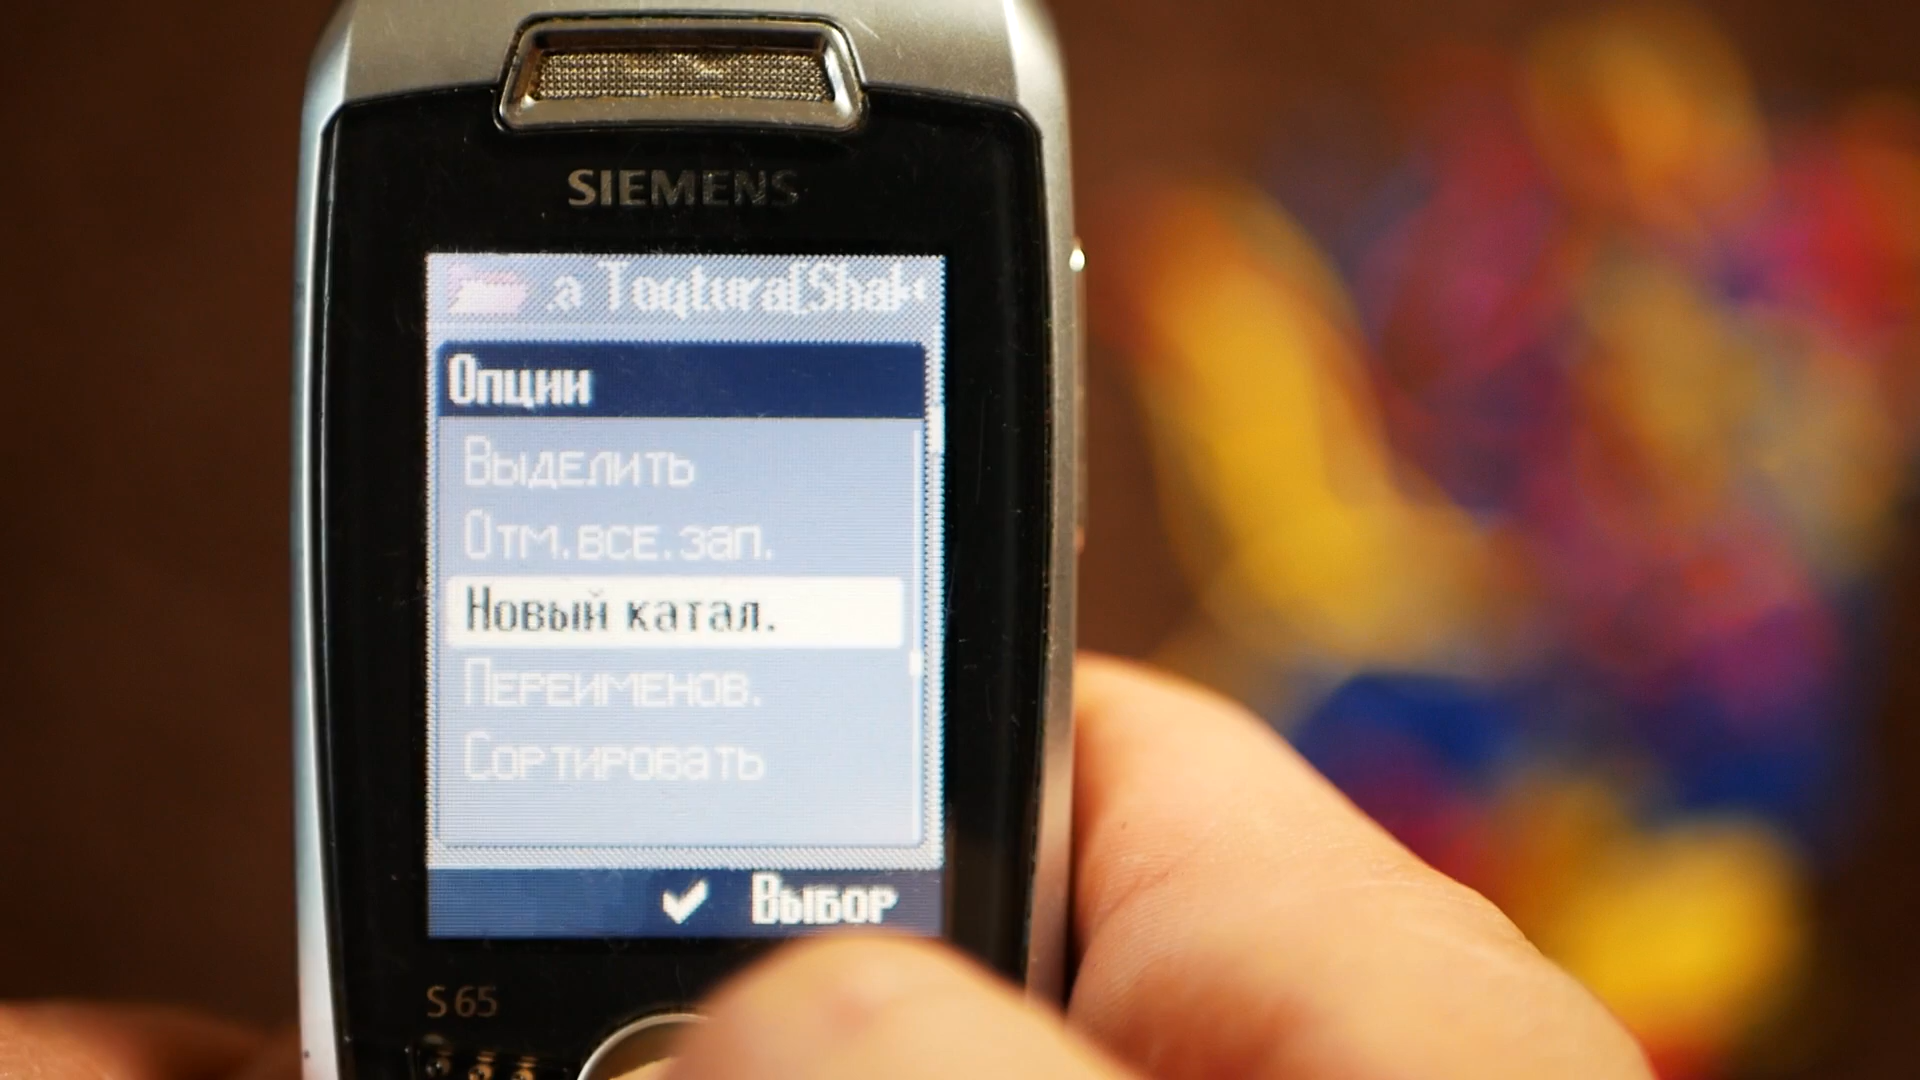 SIEMENS
Опции
Выделить
Отм.все.зап.
Новый катал.
Переименов.
Сортировать
✓ Выбор
S65